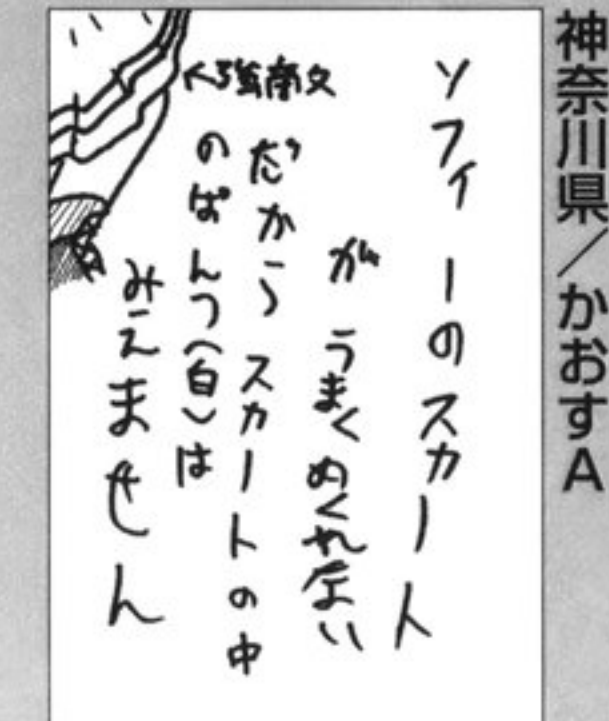 神奈川県／かおすA
ソフィーのスカート
がうまくめくれない
だからスカートの中
のぱんつ(白)は
みえません